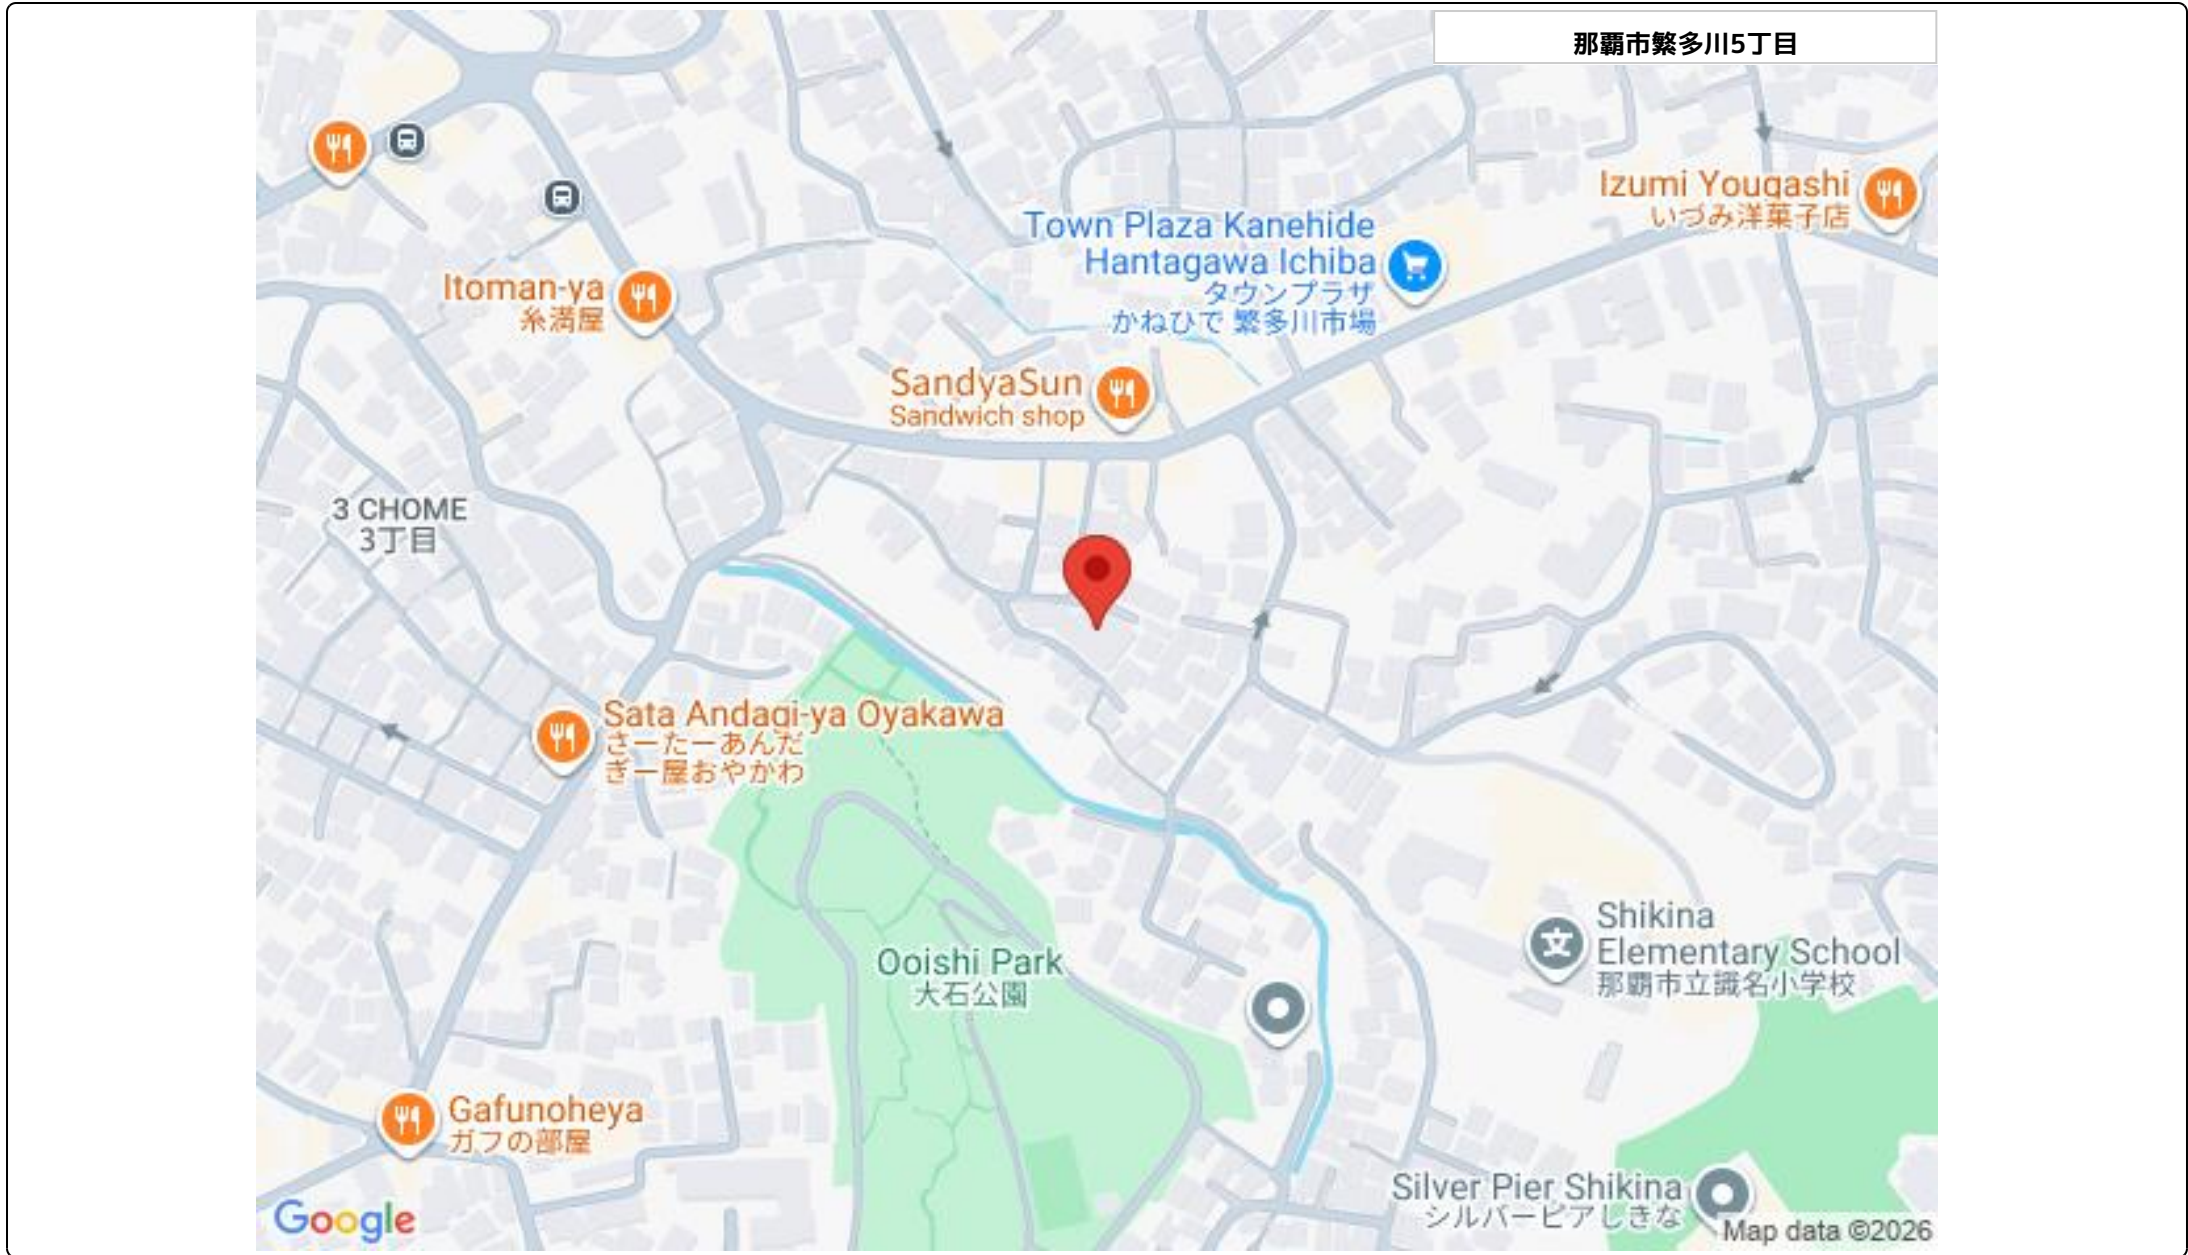 那覇市繁多川5丁目
Izumi Yougashi
いづみ洋菓子店
Town Plaza Kanehide
Hantagawa Ichiba
タウンプラザ
かねひで 繁多川市場
Itoman-ya
糸満屋
SandyaSun
Sandwich shop
3 CHOME
3丁目
Sata Andagi-ya Oyakawa
さーたーあんだ
ぎー屋おやかわ
Shikina
Elementary School
那覇市立識名小学校
Ooishi Park
大石公園
Gafunoheya
ガフの部屋
Silver Pier Shikina
シルバーピアしきな
Google
Map data ©2026